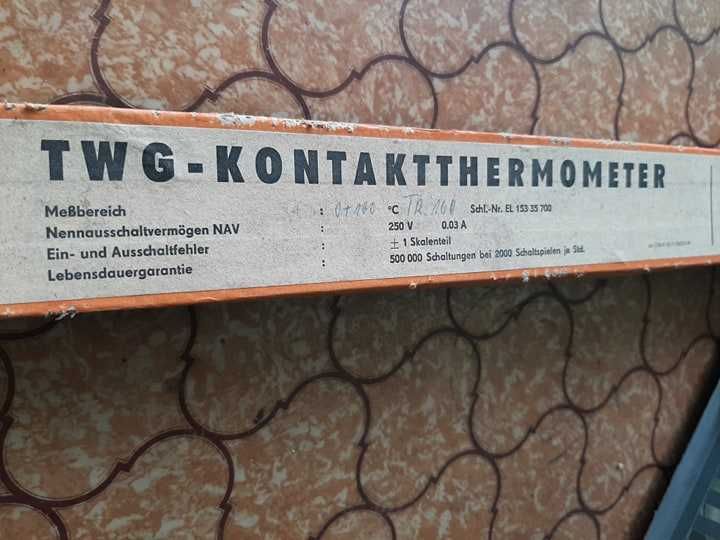 TWG-KONTAKTTHERMOMETER
Meßbereich : 0+100 °C TR. 160 Schl.-Nr. EL 153 35 700
Nennausschaltvermögen NAV : 250 V 0.03 A
Ein- und Ausschaltfehler : ± 1 Skalenteil
Lebensdauergarantie : 500 000 Schaltungen bei 2000 Schaltspielen je Std.